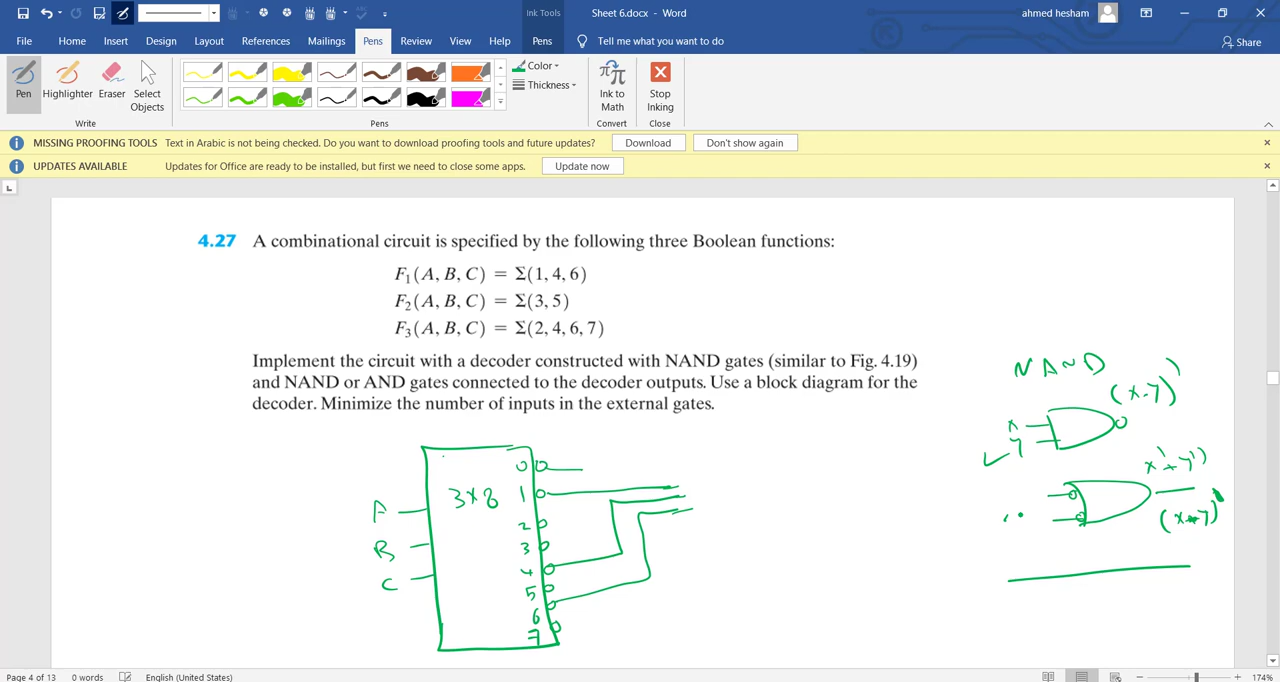 Sheet 6.docx - Word
Ink Tools
ahmed hesham
File Home Insert Design Layout References Mailings Pens Review View Help Pens Tell me what you want to do Share
Pen Highlighter Eraser Select Objects
Color
Thickness
Ink to Math
Stop Inking
Write Pens Convert Close
MISSING PROOFING TOOLS Text in Arabic is not being checked. Do you want to download proofing tools and future updates? Download Don't show again
UPDATES AVAILABLE Updates for Office are ready to be installed, but first we need to close some apps. Update now
4.27 A combinational circuit is specified by the following three Boolean functions:
F₁(A, B, C) = Σ(1, 4, 6)
F₂(A, B, C) = Σ(3, 5)
F₃(A, B, C) = Σ(2, 4, 6, 7)
Implement the circuit with a decoder constructed with NAND gates (similar to Fig. 4.19)
and NAND or AND gates connected to the decoder outputs. Use a block diagram for the
decoder. Minimize the number of inputs in the external gates.
NAND
(x.y)'
x
y
x'+y'
3x8
A
B
C
0
1
2
3
4
5
6
7
Page 4 of 13 0 words English (United States) 174%